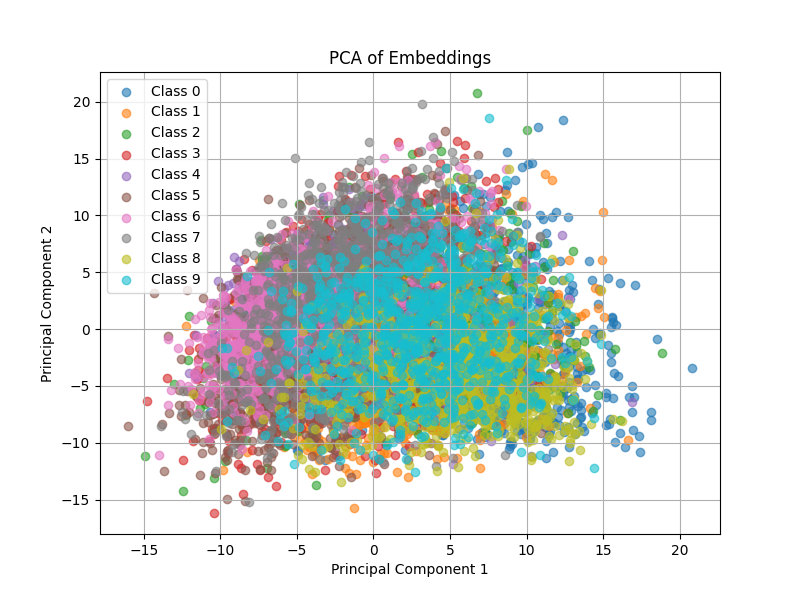 PCA of Embeddings
Class 0
Class 1
Class 2
Class 3
Class 4
Class 5
Class 6
Class 7
Class 8
Class 9
20
15
10
5
0
−5
−10
−15
Principal Component 2
−15 −10 −5 0 5 10 15 20
Principal Component 1